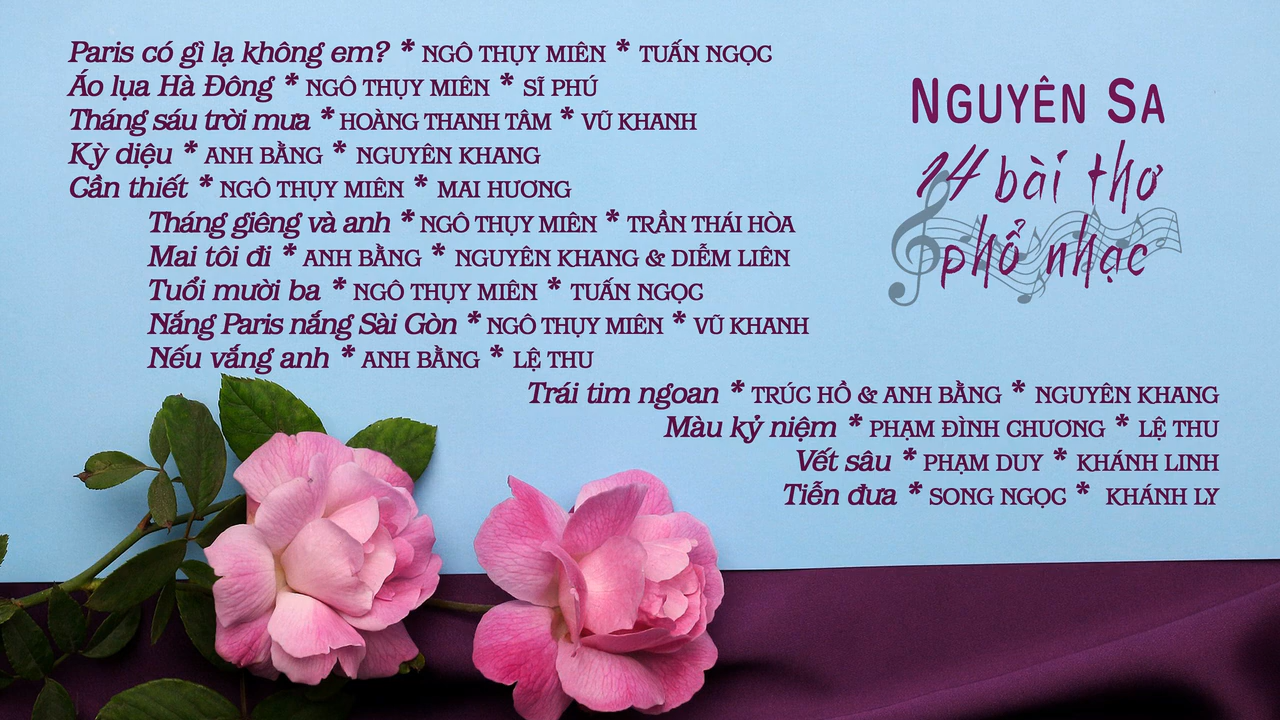 Paris có gì lạ không em? * NGÔ THỤY MIÊN * TUẤN NGỌC
Áo lụa Hà Đông * NGÔ THỤY MIÊN * SĨ PHÚ
Tháng sáu trời mưa * HOÀNG THANH TÂM * VŨ KHANH
Kỳ diệu * ANH BẰNG * NGUYÊN KHANG
Cần thiết * NGÔ THỤY MIÊN * MAI HƯƠNG
Tháng giêng và anh * NGÔ THỤY MIÊN * TRẦN THÁI HÒA
Mai tôi đi * ANH BẰNG * NGUYÊN KHANG & DIỄM LIÊN
Tuổi mười ba * NGÔ THỤY MIÊN * TUẤN NGỌC
Nắng Paris nắng Sài Gòn * NGÔ THỤY MIÊN * VŨ KHANH
Nếu vắng anh * ANH BẰNG * LỆ THU
Trái tim ngoan * TRÚC HỒ & ANH BẰNG * NGUYÊN KHANG
Màu kỷ niệm * PHẠM ĐÌNH CHƯƠNG * LỆ THU
Vết sâu * PHẠM DUY * KHÁNH LINH
Tiễn đưa * SONG NGỌC * KHÁNH LY
NGUYÊN SA
14 bài thơ
phổ nhạc